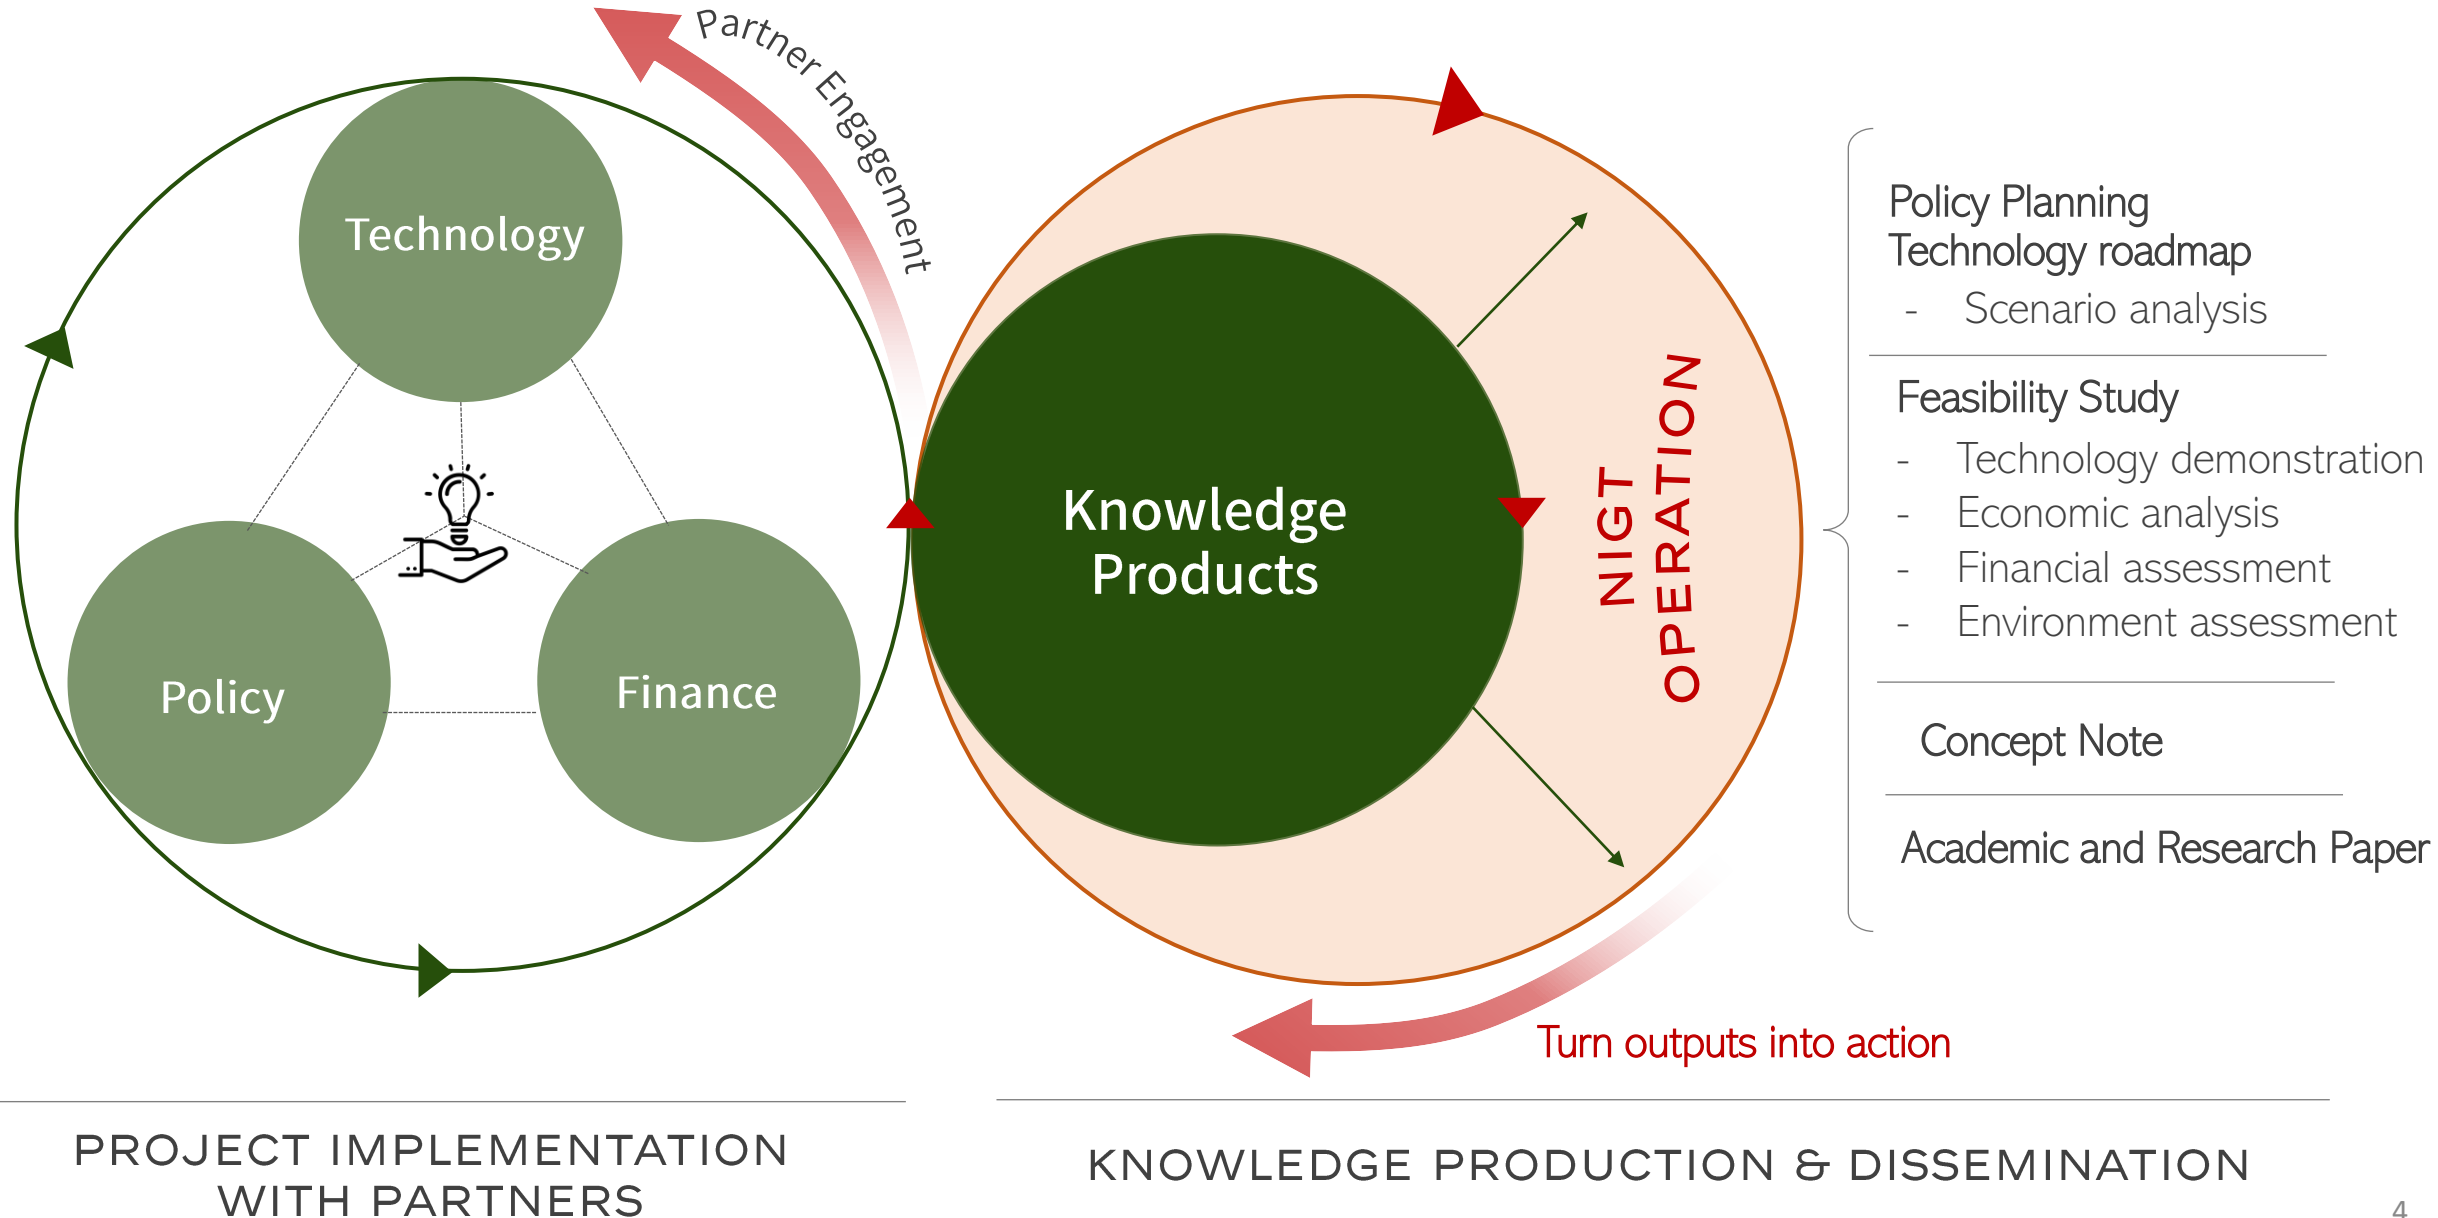 Partner Engagement
Technology
Policy
Finance
Knowledge
Products
NIGT
OPERATION
Policy Planning
Technology roadmap
- Scenario analysis
Feasibility Study
- Technology demonstration
- Economic analysis
- Financial assessment
- Environment assessment
Concept Note
Academic and Research Paper
Turn outputs into action
PROJECT IMPLEMENTATION
WITH PARTNERS
KNOWLEDGE PRODUCTION & DISSEMINATION
4